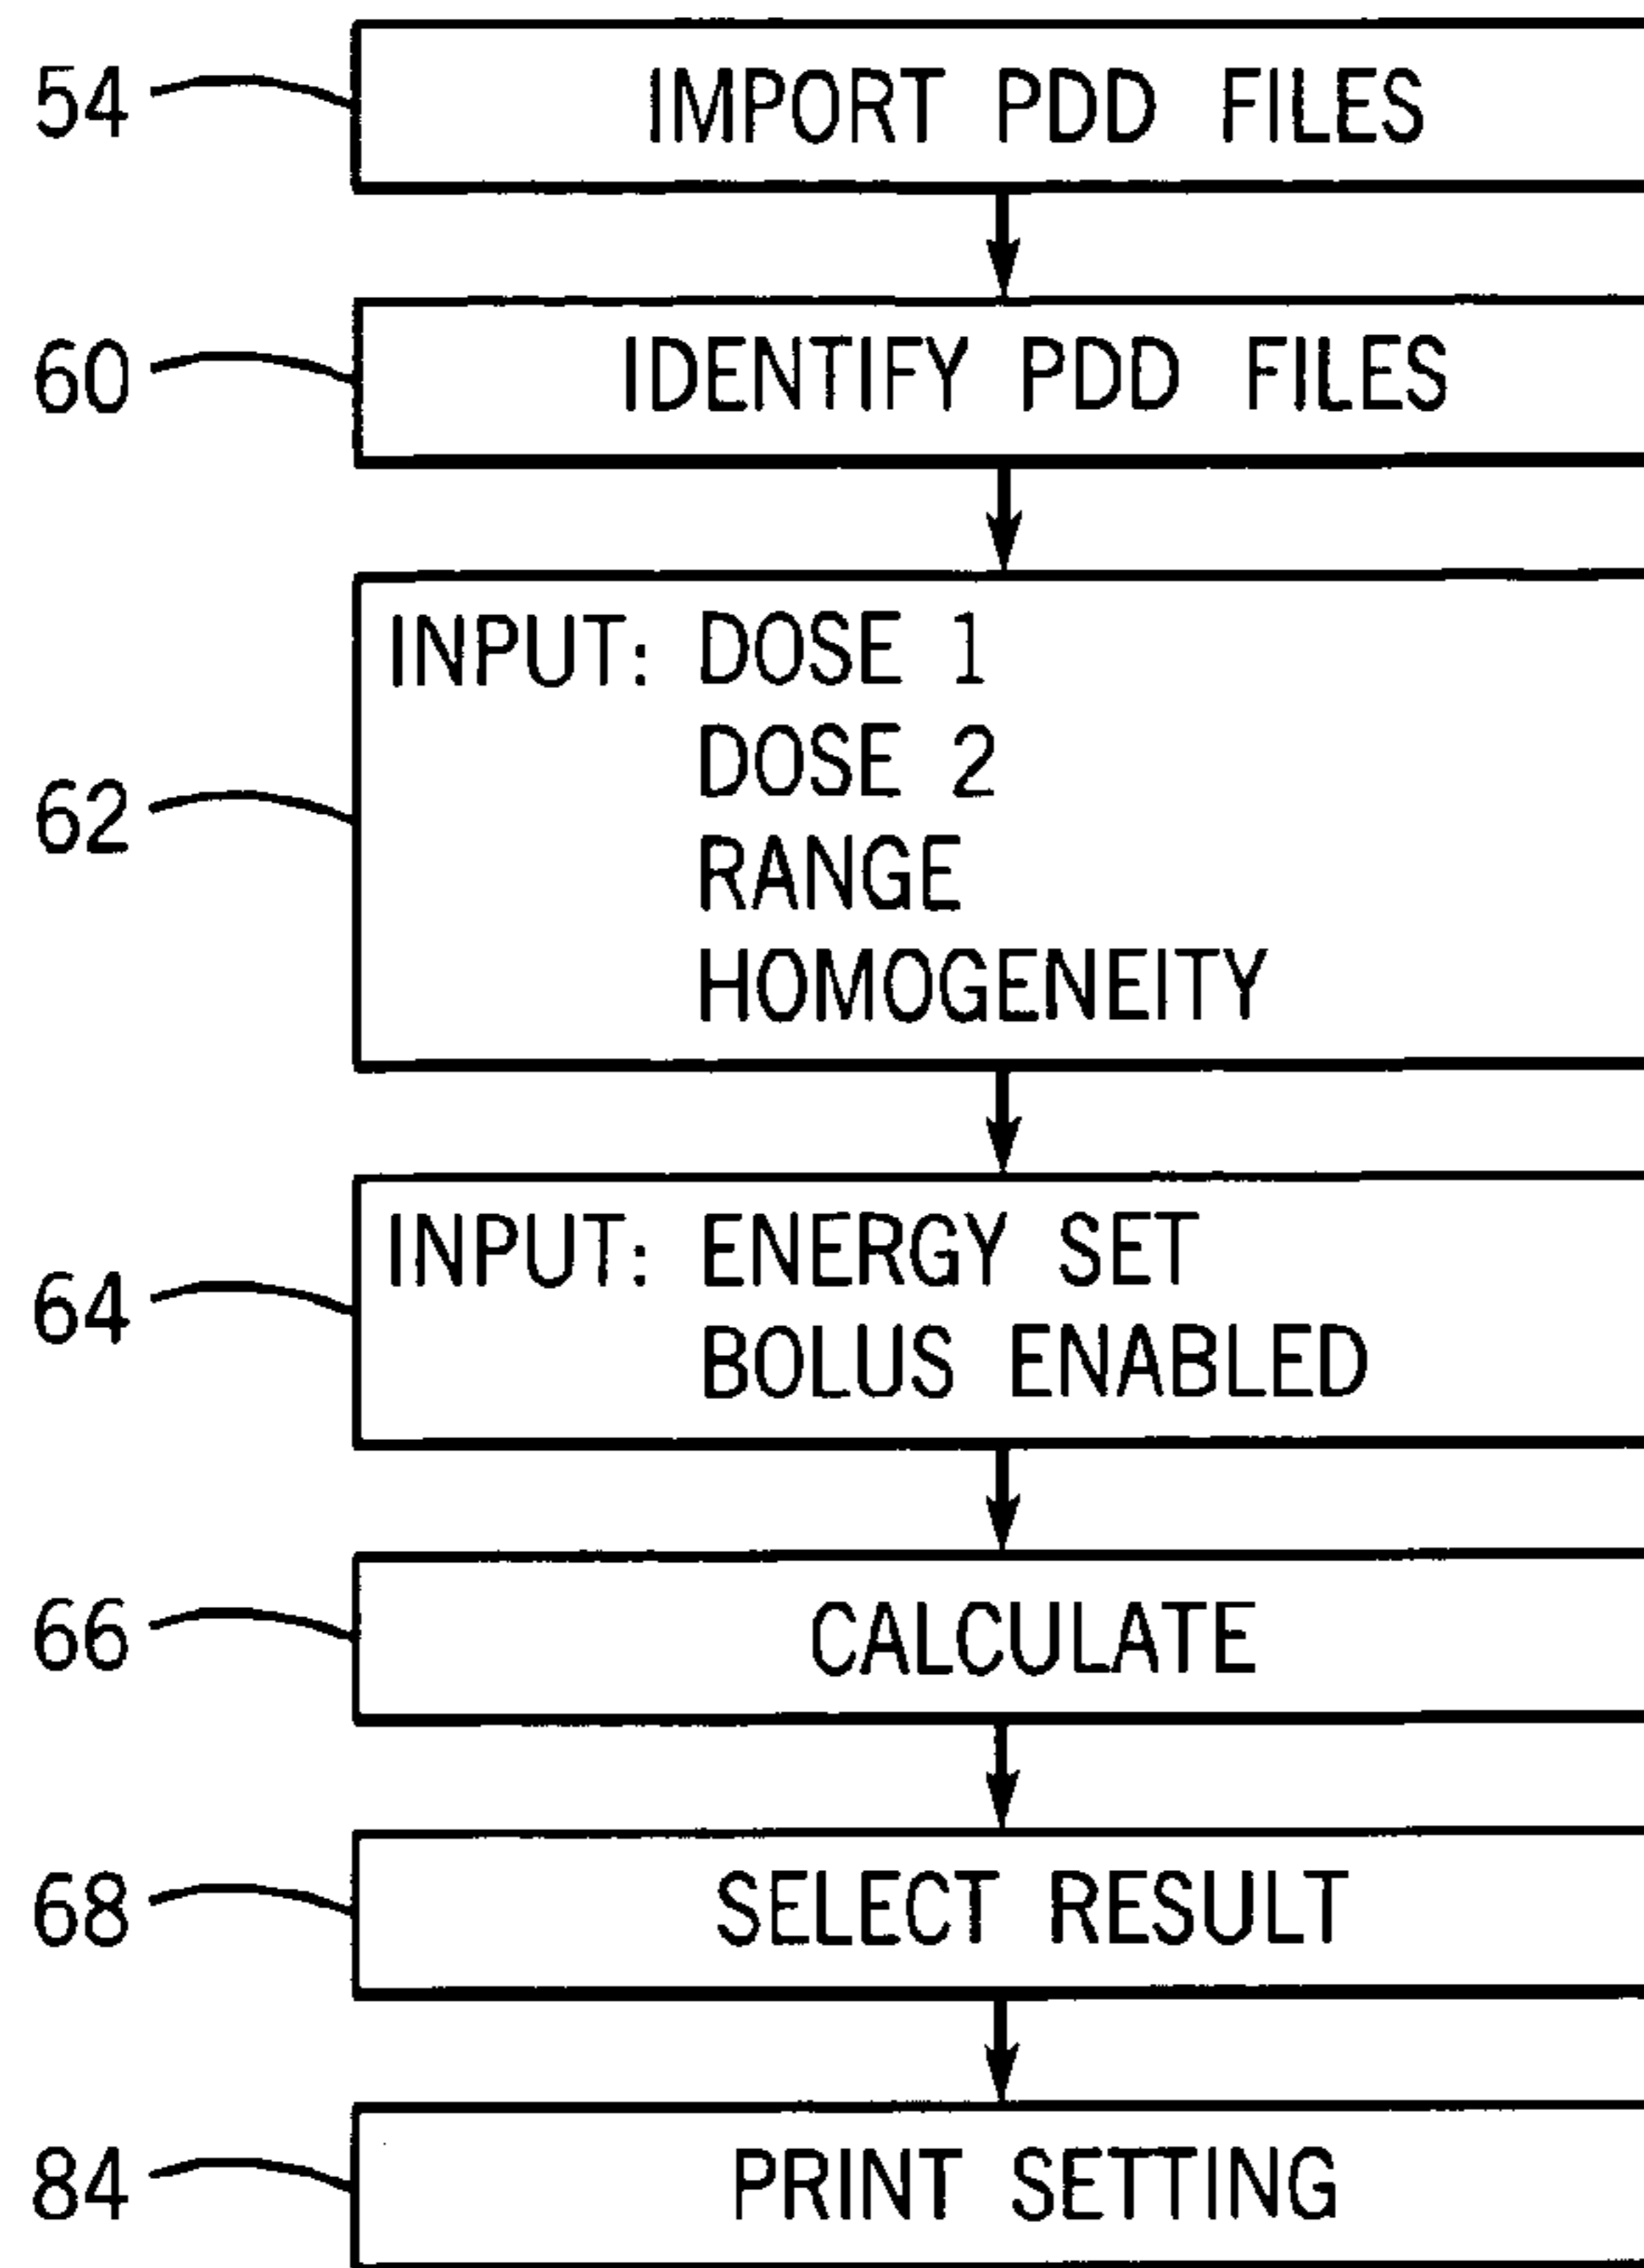 54 IMPORT PDD FILES
60 IDENTIFY PDD FILES
INPUT: DOSE 1
DOSE 2
62
RANGE
HOMOGENEITY
INPUT: ENERGY SET
64
BOLUS ENABLED
66 CALCULATE
68 SELECT RESULT
84 PRINT SETTING